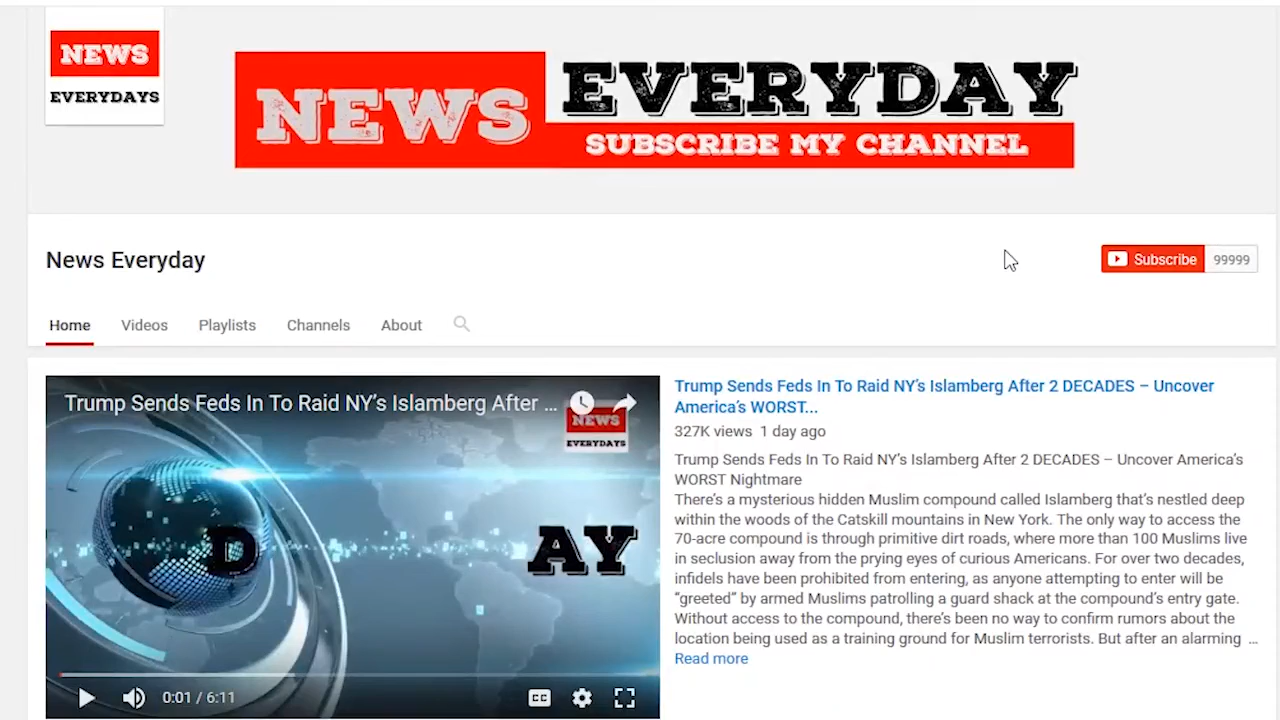 NEWS
EVERYDAYS
NEWS
EVERYDAY
SUBSCRIBE MY CHANNEL
News Everyday
Subscribe 99999
Home Videos Playlists Channels About
Trump Sends Feds In To Raid NY's Islamberg After ...
NEWS
EVERYDAYS
D AY
0:01 / 6:11
CC
Trump Sends Feds In To Raid NY's Islamberg After 2 DECADES – Uncover
America's WORST...
327K views 1 day ago
Trump Sends Feds In To Raid NY's Islamberg After 2 DECADES – Uncover America's
WORST Nightmare
There's a mysterious hidden Muslim compound called Islamberg that's nestled deep
within the woods of the Catskill mountains in New York. The only way to access the
70-acre compound is through primitive dirt roads, where more than 100 Muslims live
in seclusion away from the prying eyes of curious Americans. For over two decades,
infidels have been prohibited from entering, as anyone attempting to enter will be
“greeted” by armed Muslims patrolling a guard shack at the compound's entry gate.
Without access to the compound, there's been no way to confirm rumors about the
location being used as a training ground for Muslim terrorists. But after an alarming ...
Read more